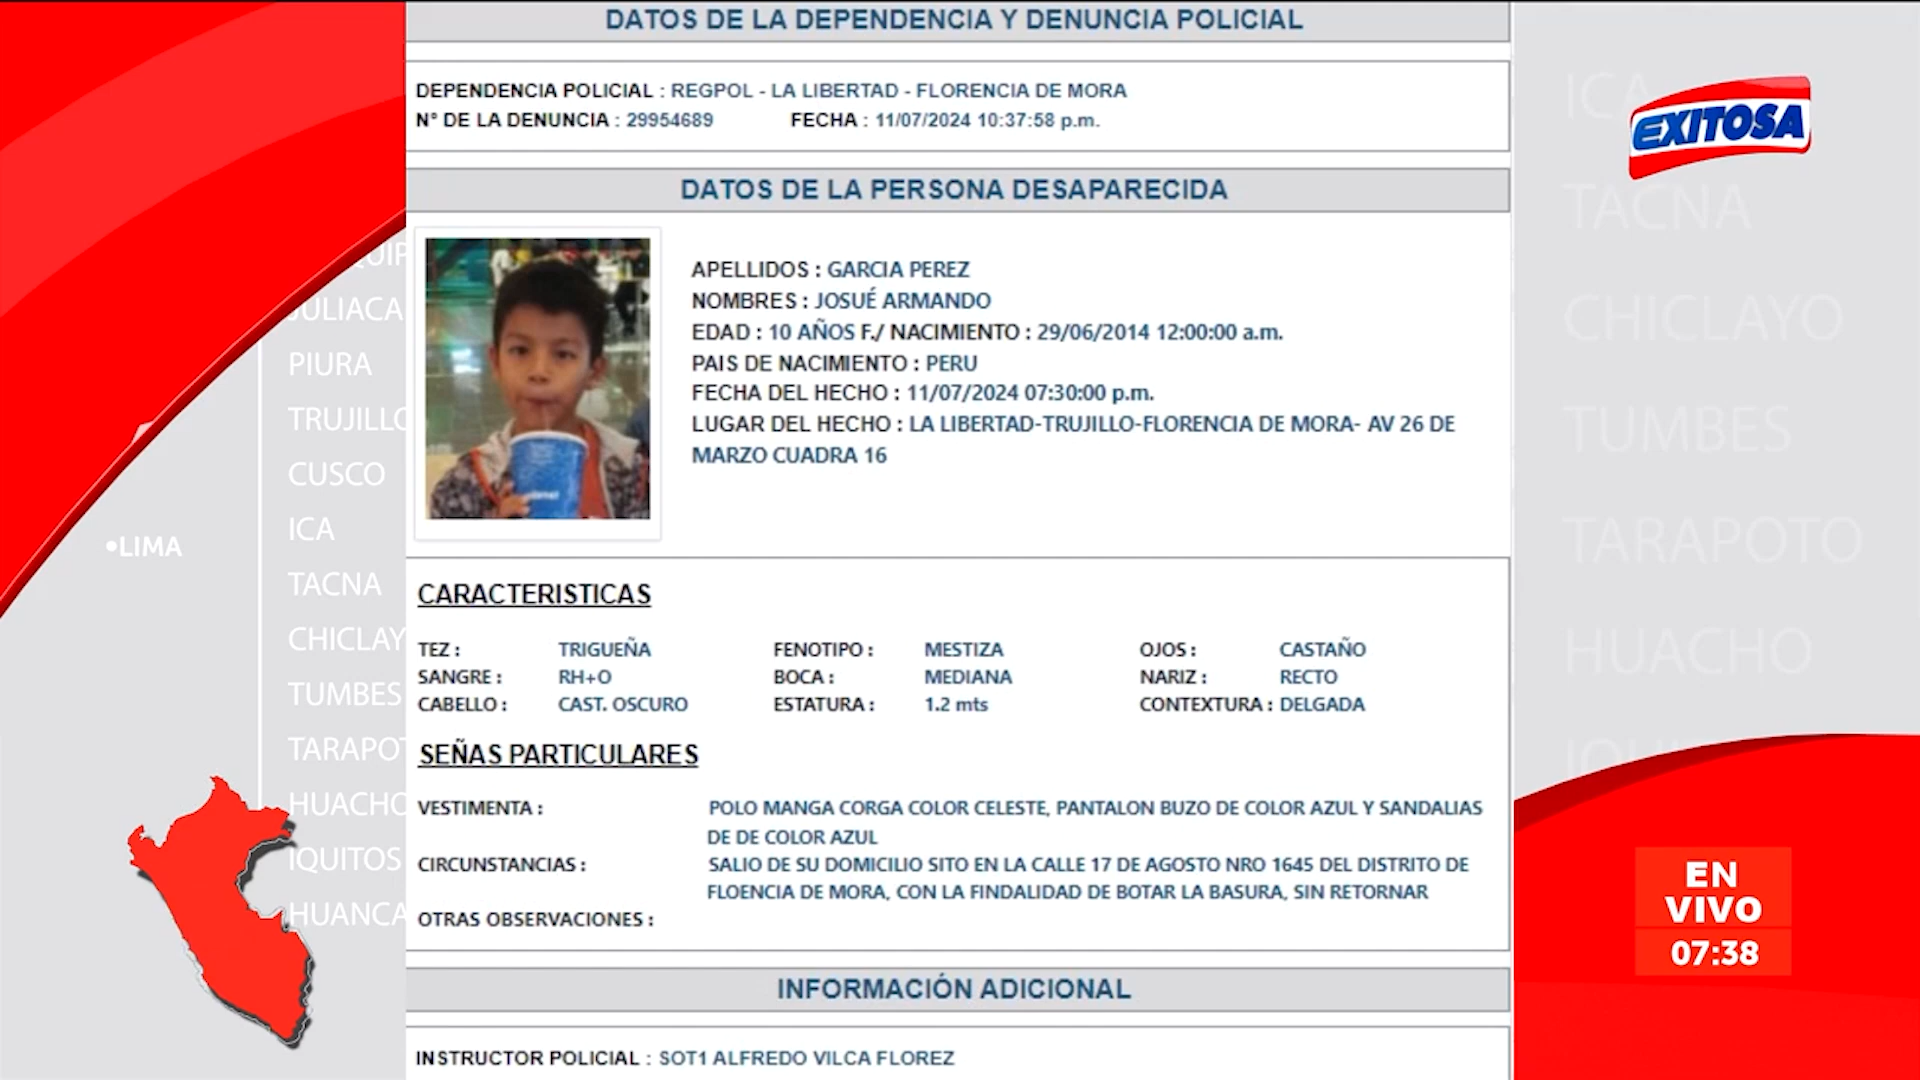 DATOS DE LA DEPENDENCIA Y DENUNCIA POLICIAL
DEPENDENCIA POLICIAL : REGPOL - LA LIBERTAD - FLORENCIA DE MORA
N° DE LA DENUNCIA : 29954689 FECHA : 11/07/2024 10:37:58 p.m.
DATOS DE LA PERSONA DESAPARECIDA
APELLIDOS : GARCIA PEREZ
NOMBRES : JOSUÉ ARMANDO
EDAD : 10 AÑOS F./ NACIMIENTO : 29/06/2014 12:00:00 a.m.
PAIS DE NACIMIENTO : PERU
FECHA DEL HECHO : 11/07/2024 07:30:00 p.m.
LUGAR DEL HECHO : LA LIBERTAD-TRUJILLO-FLORENCIA DE MORA- AV 26 DE
MARZO CUADRA 16
CARACTERISTICAS
TEZ : TRIGUEÑA FENOTIPO : MESTIZA OJOS : CASTAÑO
SANGRE : RH+O BOCA : MEDIANA NARIZ : RECTO
CABELLO : CAST. OSCURO ESTATURA : 1.2 mts CONTEXTURA : DELGADA
SEÑAS PARTICULARES
VESTIMENTA : POLO MANGA CORGA COLOR CELESTE, PANTALON BUZO DE COLOR AZUL Y SANDALIAS
DE DE COLOR AZUL
CIRCUNSTANCIAS : SALIO DE SU DOMICILIO SITO EN LA CALLE 17 DE AGOSTO NRO 1645 DEL DISTRITO DE
FLOENCIA DE MORA, CON LA FINDALIDAD DE BOTAR LA BASURA, SIN RETORNAR
OTRAS OBSERVACIONES :
INFORMACIÓN ADICIONAL
INSTRUCTOR POLICIAL : SOT1 ALFREDO VILCA FLOREZ
•LIMA
JULIACA
PIURA
TRUJILLO
CUSCO
ICA
TACNA
CHICLAY
TUMBES
TARAPOT
HUACHO
IQUITOS
HUANCA
EXITOSA
ICA
TACNA
CHICLAYO
TUMBES
TARAPOTO
HUACHO
EN
VIVO
07:38